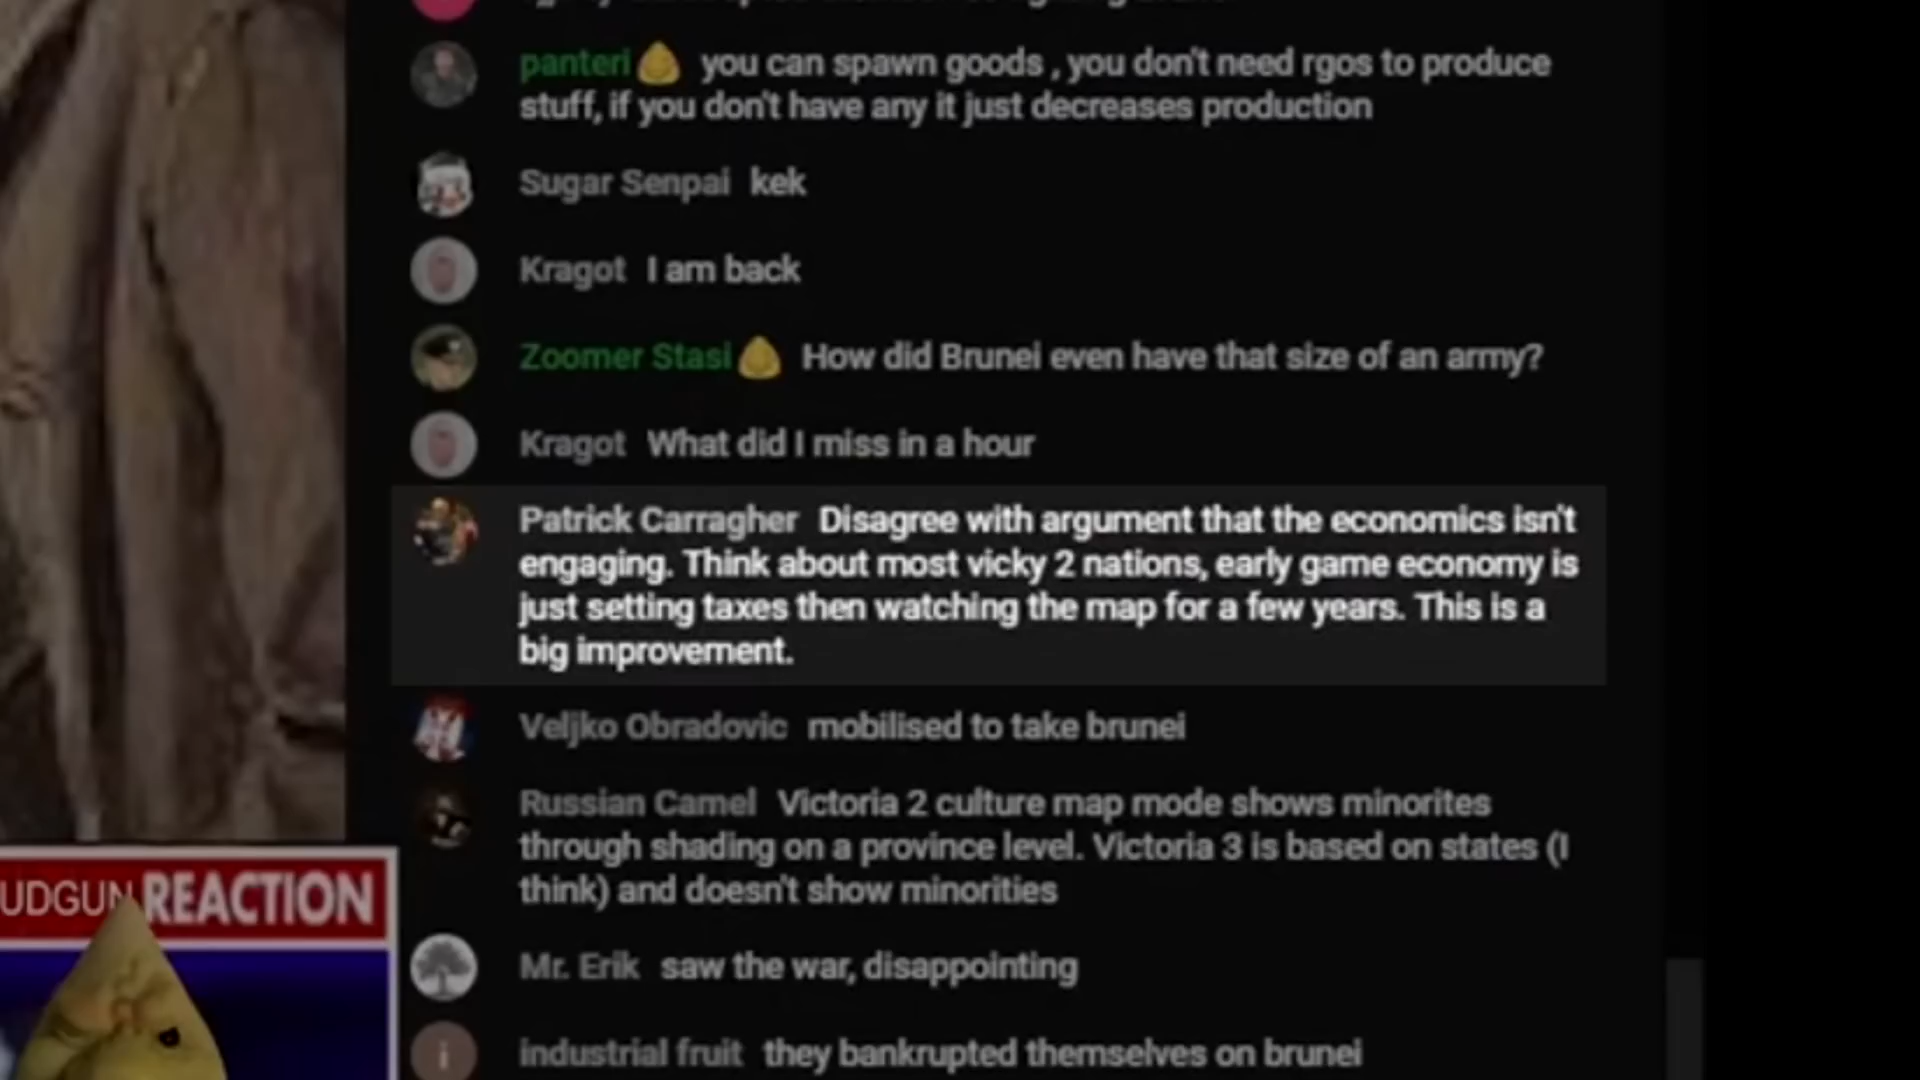 panteri you can spawn goods , you don't need rgos to produce
stuff, if you don't have any it just decreases production
Sugar Senpai kek
Kragot I am back
Zoomer Stasi How did Brunei even have that size of an army?
Kragot What did I miss in a hour
Patrick Carragher Disagree with argument that the economics isn't
engaging. Think about most vicky 2 nations, early game economy is
just setting taxes then watching the map for a few years. This is a
big improvement.
Veljko Obradovic mobilised to take brunei
Russian Camel Victoria 2 culture map mode shows minorites
through shading on a province level. Victoria 3 is based on states (I
think) and doesn't show minorities
UDGUN REACTION
Mr. Erik saw the war, disappointing
i industrial fruit they bankrupted themselves on brunei